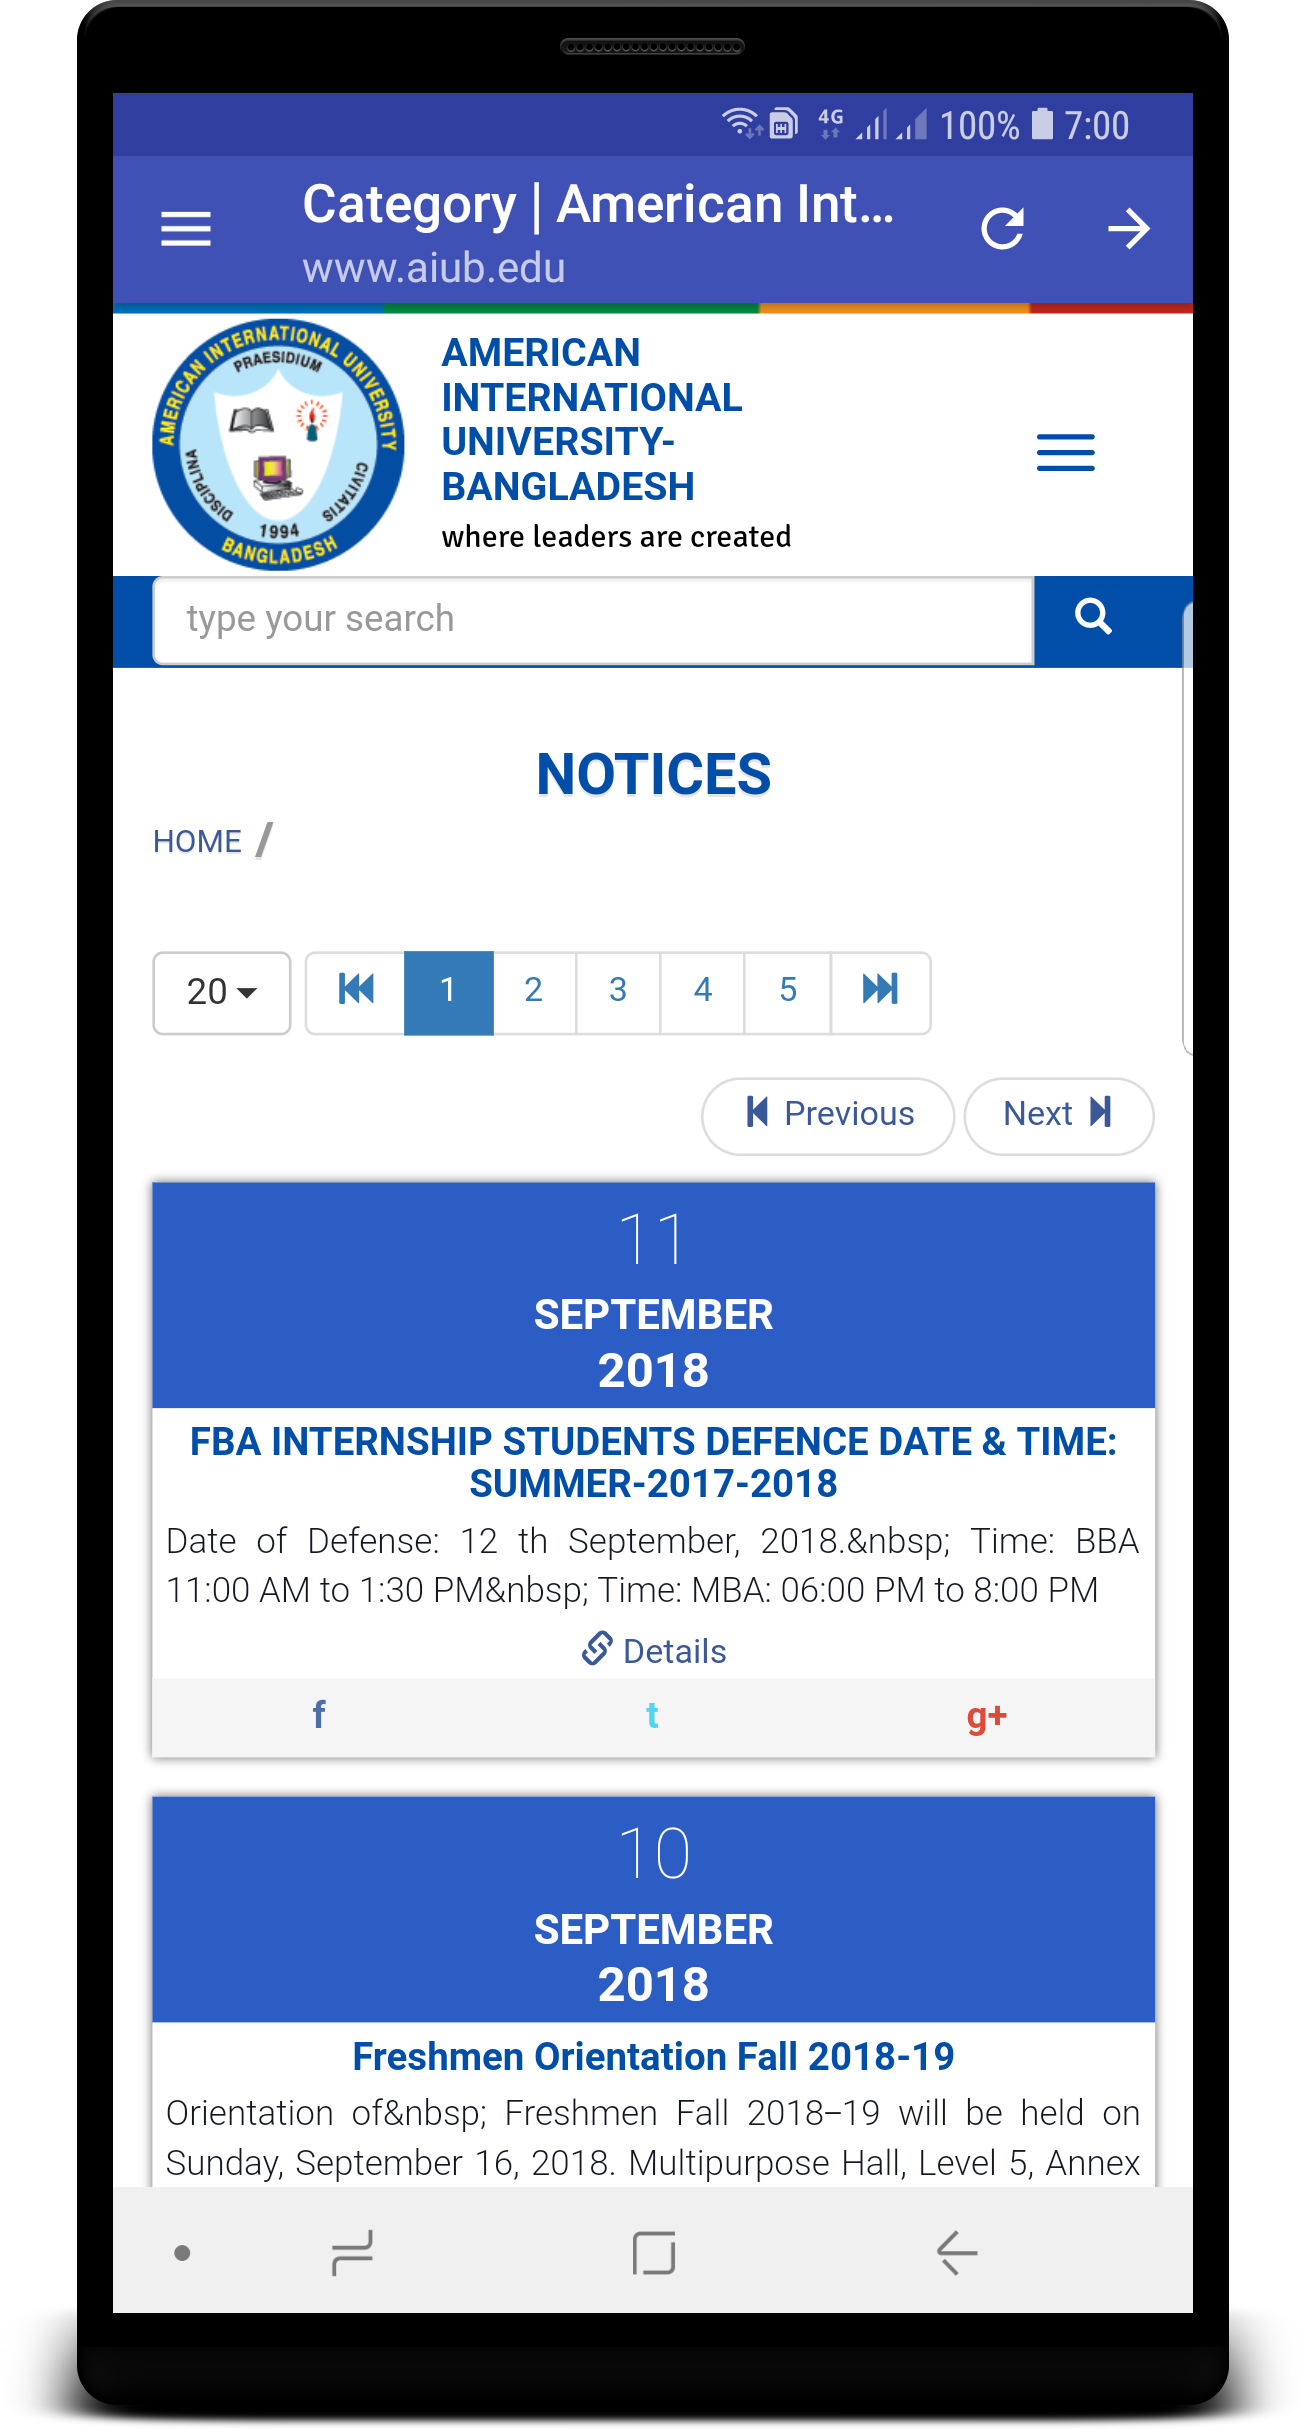 4G 100% 7:00
Category | American Int...
www.aiub.edu
AMERICAN INTERNATIONAL UNIVERSITY
PRAESIDIUM
DISCIPLINA
CIVITATIS
1994
BANGLADESH
AMERICAN
INTERNATIONAL
UNIVERSITY-
BANGLADESH
where leaders are created
type your search
NOTICES
HOME /
20 1 2 3 4 5
Previous Next
11
SEPTEMBER
2018
FBA INTERNSHIP STUDENTS DEFENCE DATE & TIME:
SUMMER-2017-2018
Date of Defense: 12 th September, 2018.&nbsp; Time: BBA
11:00 AM to 1:30 PM&nbsp; Time: MBA: 06:00 PM to 8:00 PM
Details
f t g+
10
SEPTEMBER
2018
Freshmen Orientation Fall 2018-19
Orientation of&nbsp; Freshmen Fall 2018–19 will be held on
Sunday, September 16, 2018. Multipurpose Hall, Level 5, Annex